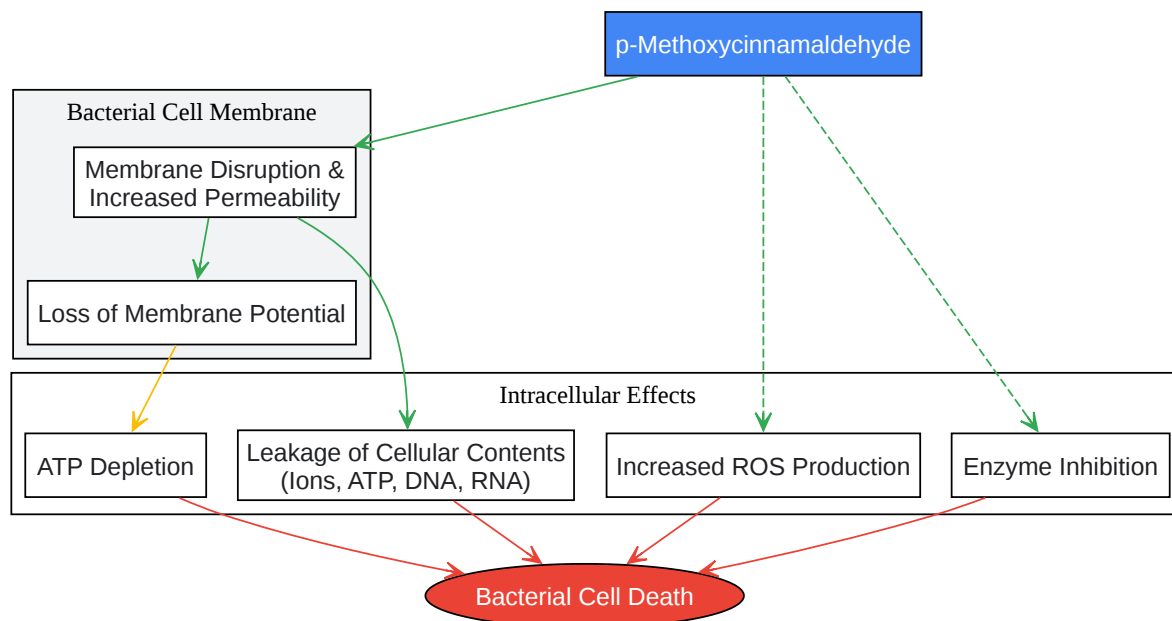 p-Methoxycinnamaldehyde
Bacterial Cell Membrane
Membrane Disruption &
Increased Permeability
Loss of Membrane Potential
Intracellular Effects
ATP Depletion
Leakage of Cellular Contents
(Ions, ATP, DNA, RNA)
Increased ROS Production
Enzyme Inhibition
Bacterial Cell Death